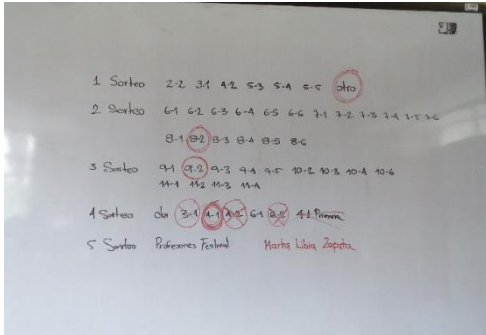 1 Sorteo 2-2 3-1 4-2 5-3 5-4 5-5 otro
2 Sorteo 6-1 6-2 6-3 6-4 6-5 6-6 7-1 7-2 7-3 7-4 7-5 7-6
8-1 8-2 8-3 8-4 8-5 8-6
3 Sorteo 9-1 9-2 9-3 9-4 9-5 10-2 10-3 10-4 10-6
11-1 11-2 11-3 11-4
4 Sorteo 3-1 1-1 4-2 6-1 2-2 4-1 Primaria
5 Sorteo Profesores Festival Martha Libia Zapata